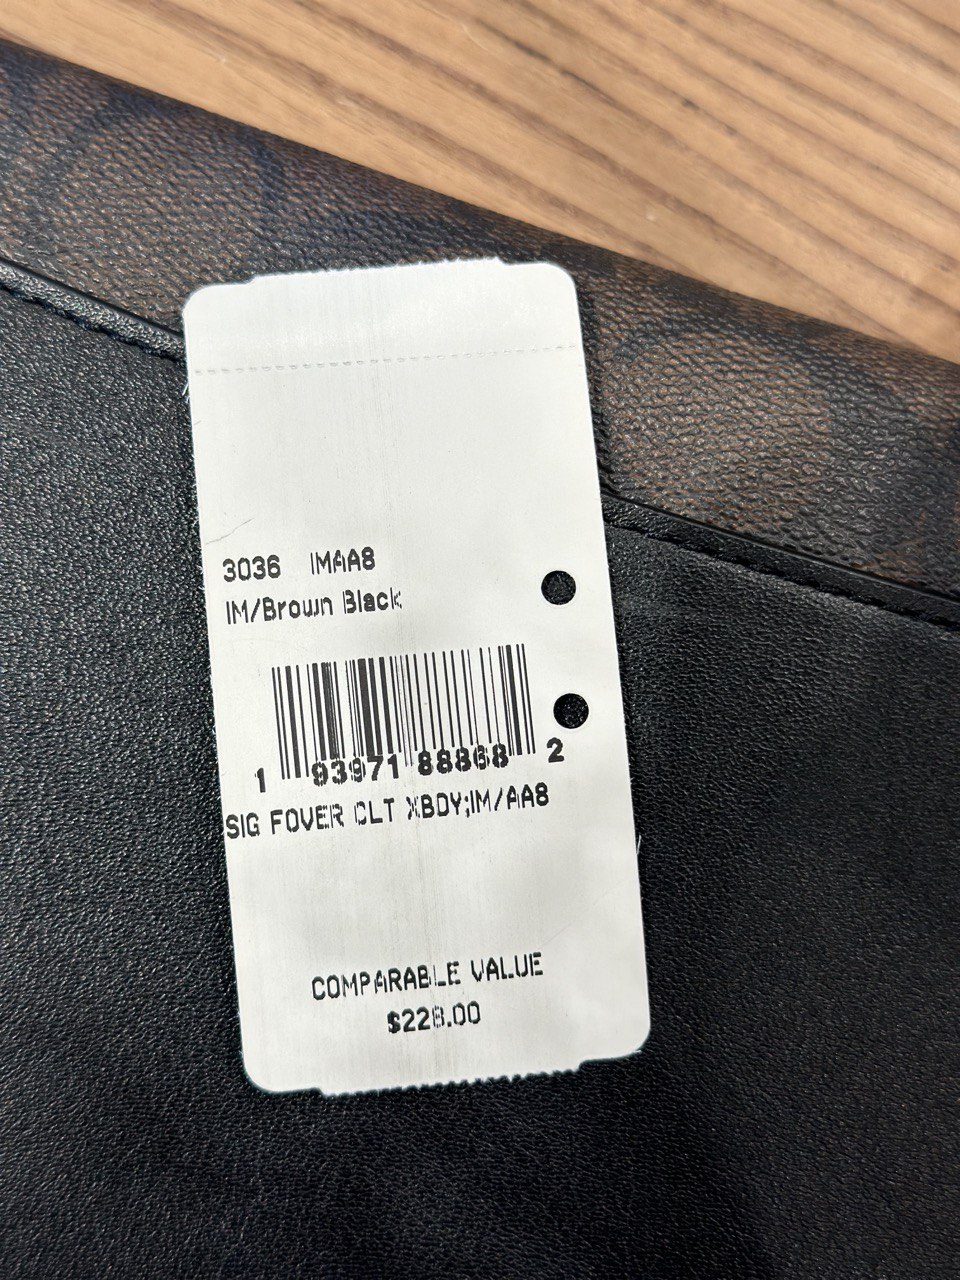 3036 IMAA8
IM/Brown Black
1 93971 88868 2
SIG FOVER CLT XBDY;IM/AA8
COMPARABLE VALUE
$228.00